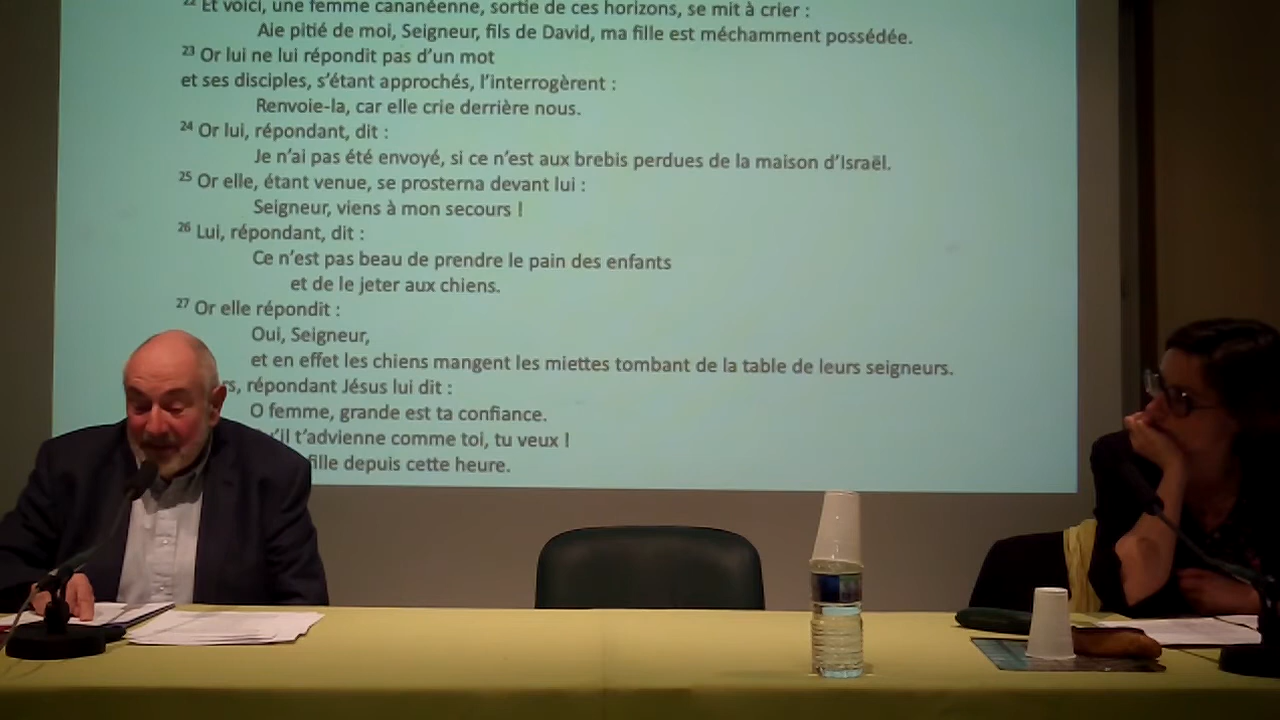 22 Et voici, une femme cananéenne, sortie de ces horizons, se mit à crier :
Aie pitié de moi, Seigneur, fils de David, ma fille est méchamment possédée.
23 Or lui ne lui répondit pas d'un mot
et ses disciples, s'étant approchés, l'interrogèrent :
Renvoie-la, car elle crie derrière nous.
24 Or lui, répondant, dit :
Je n'ai pas été envoyé, si ce n'est aux brebis perdues de la maison d'Israël.
25 Or elle, étant venue, se prosterna devant lui :
Seigneur, viens à mon secours !
26 Lui, répondant, dit :
Ce n'est pas beau de prendre le pain des enfants
et de le jeter aux chiens.
27 Or elle répondit :
Oui, Seigneur,
et en effet les chiens mangent les miettes tombant de la table de leurs seigneurs.
rs, répondant Jésus lui dit :
O femme, grande est ta confiance.
'il t'advienne comme toi, tu veux !
fille depuis cette heure.